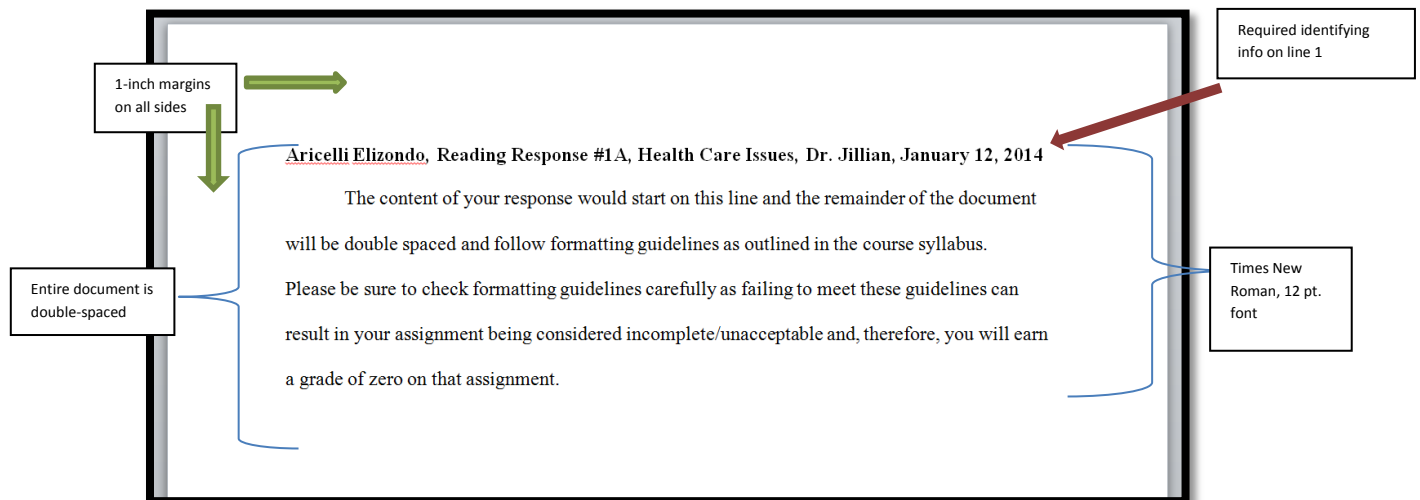 Required identifying
info on line 1
1-inch margins
on all sides
Aricelli Elizondo, Reading Response #1A, Health Care Issues, Dr. Jillian, January 12, 2014
The content of your response would start on this line and the remainder of the document
will be double spaced and follow formatting guidelines as outlined in the course syllabus.
Please be sure to check formatting guidelines carefully as failing to meet these guidelines can
result in your assignment being considered incomplete/unacceptable and, therefore, you will earn
a grade of zero on that assignment.
Entire document is
double-spaced
Times New
Roman, 12 pt.
font